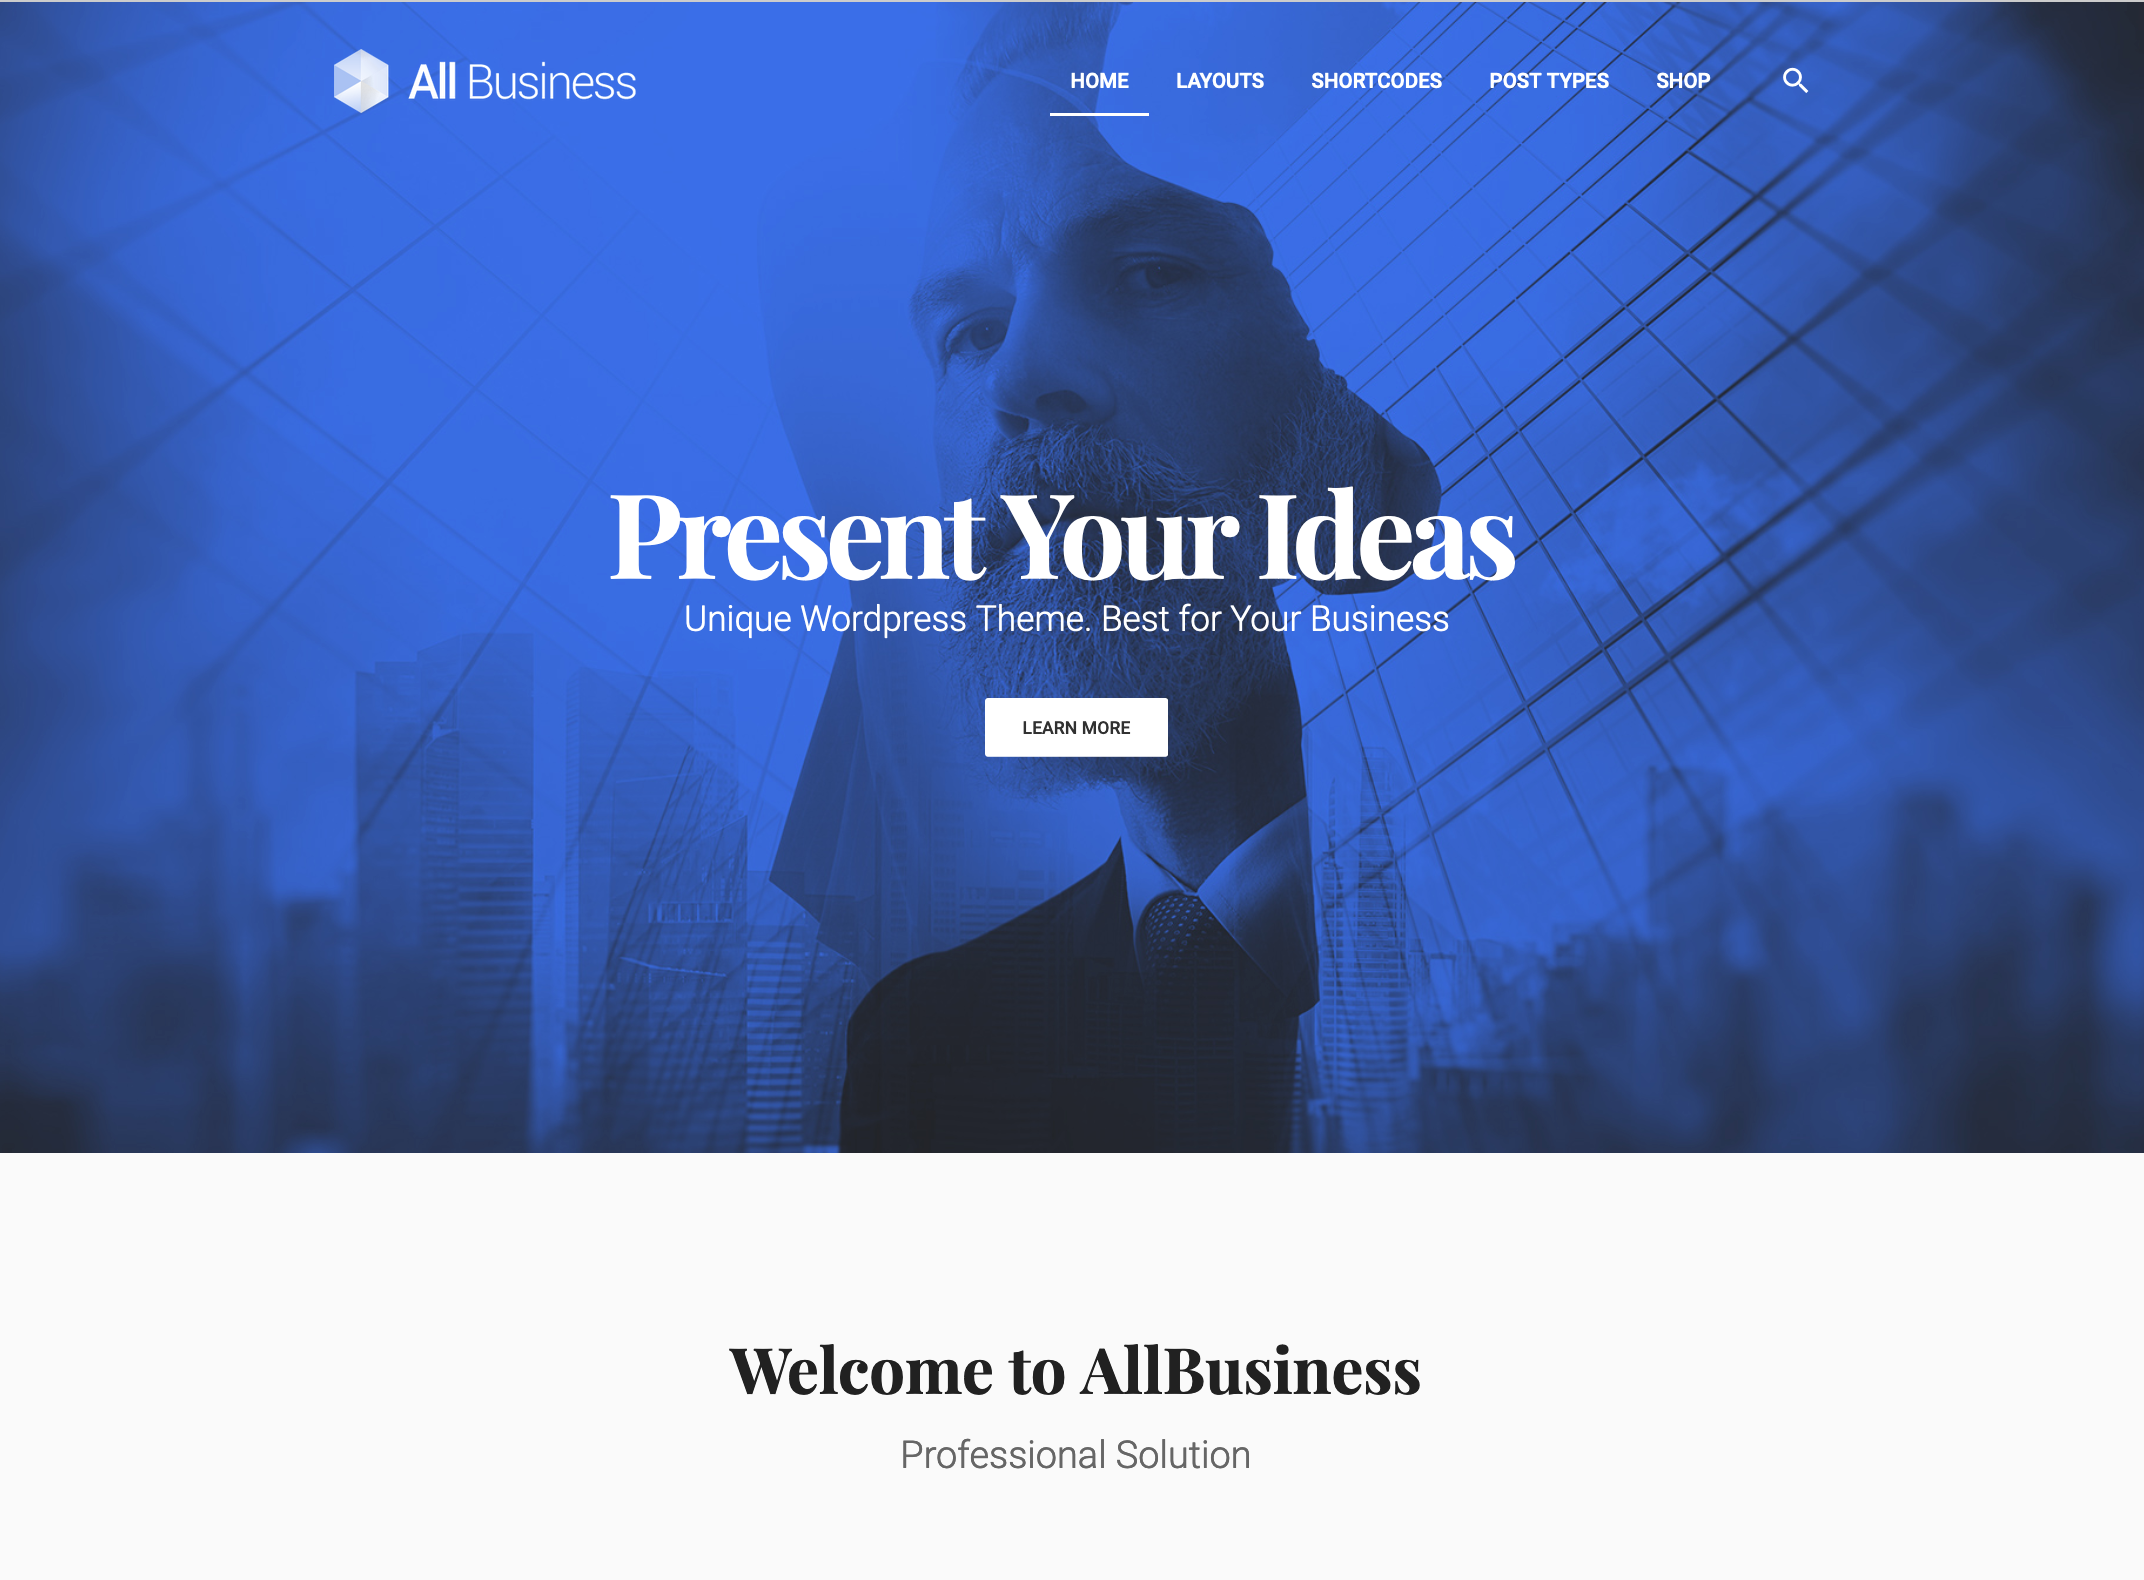 All Business
HOME LAYOUTS SHORTCODES POST TYPES SHOP
Present Your Ideas
Unique Wordpress Theme. Best for Your Business
LEARN MORE
Welcome to AllBusiness
Professional Solution